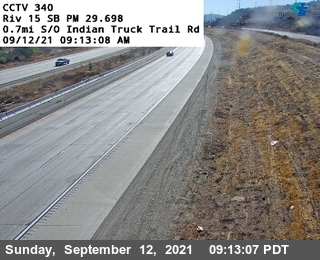 CCTV 340
Riv 15 SB PM 29.698
0.7mi S/O Indian Truck Trail Rd
09/12/21 09:13:08 AM
Sunday, September 12, 2021 09:13:07 PDT